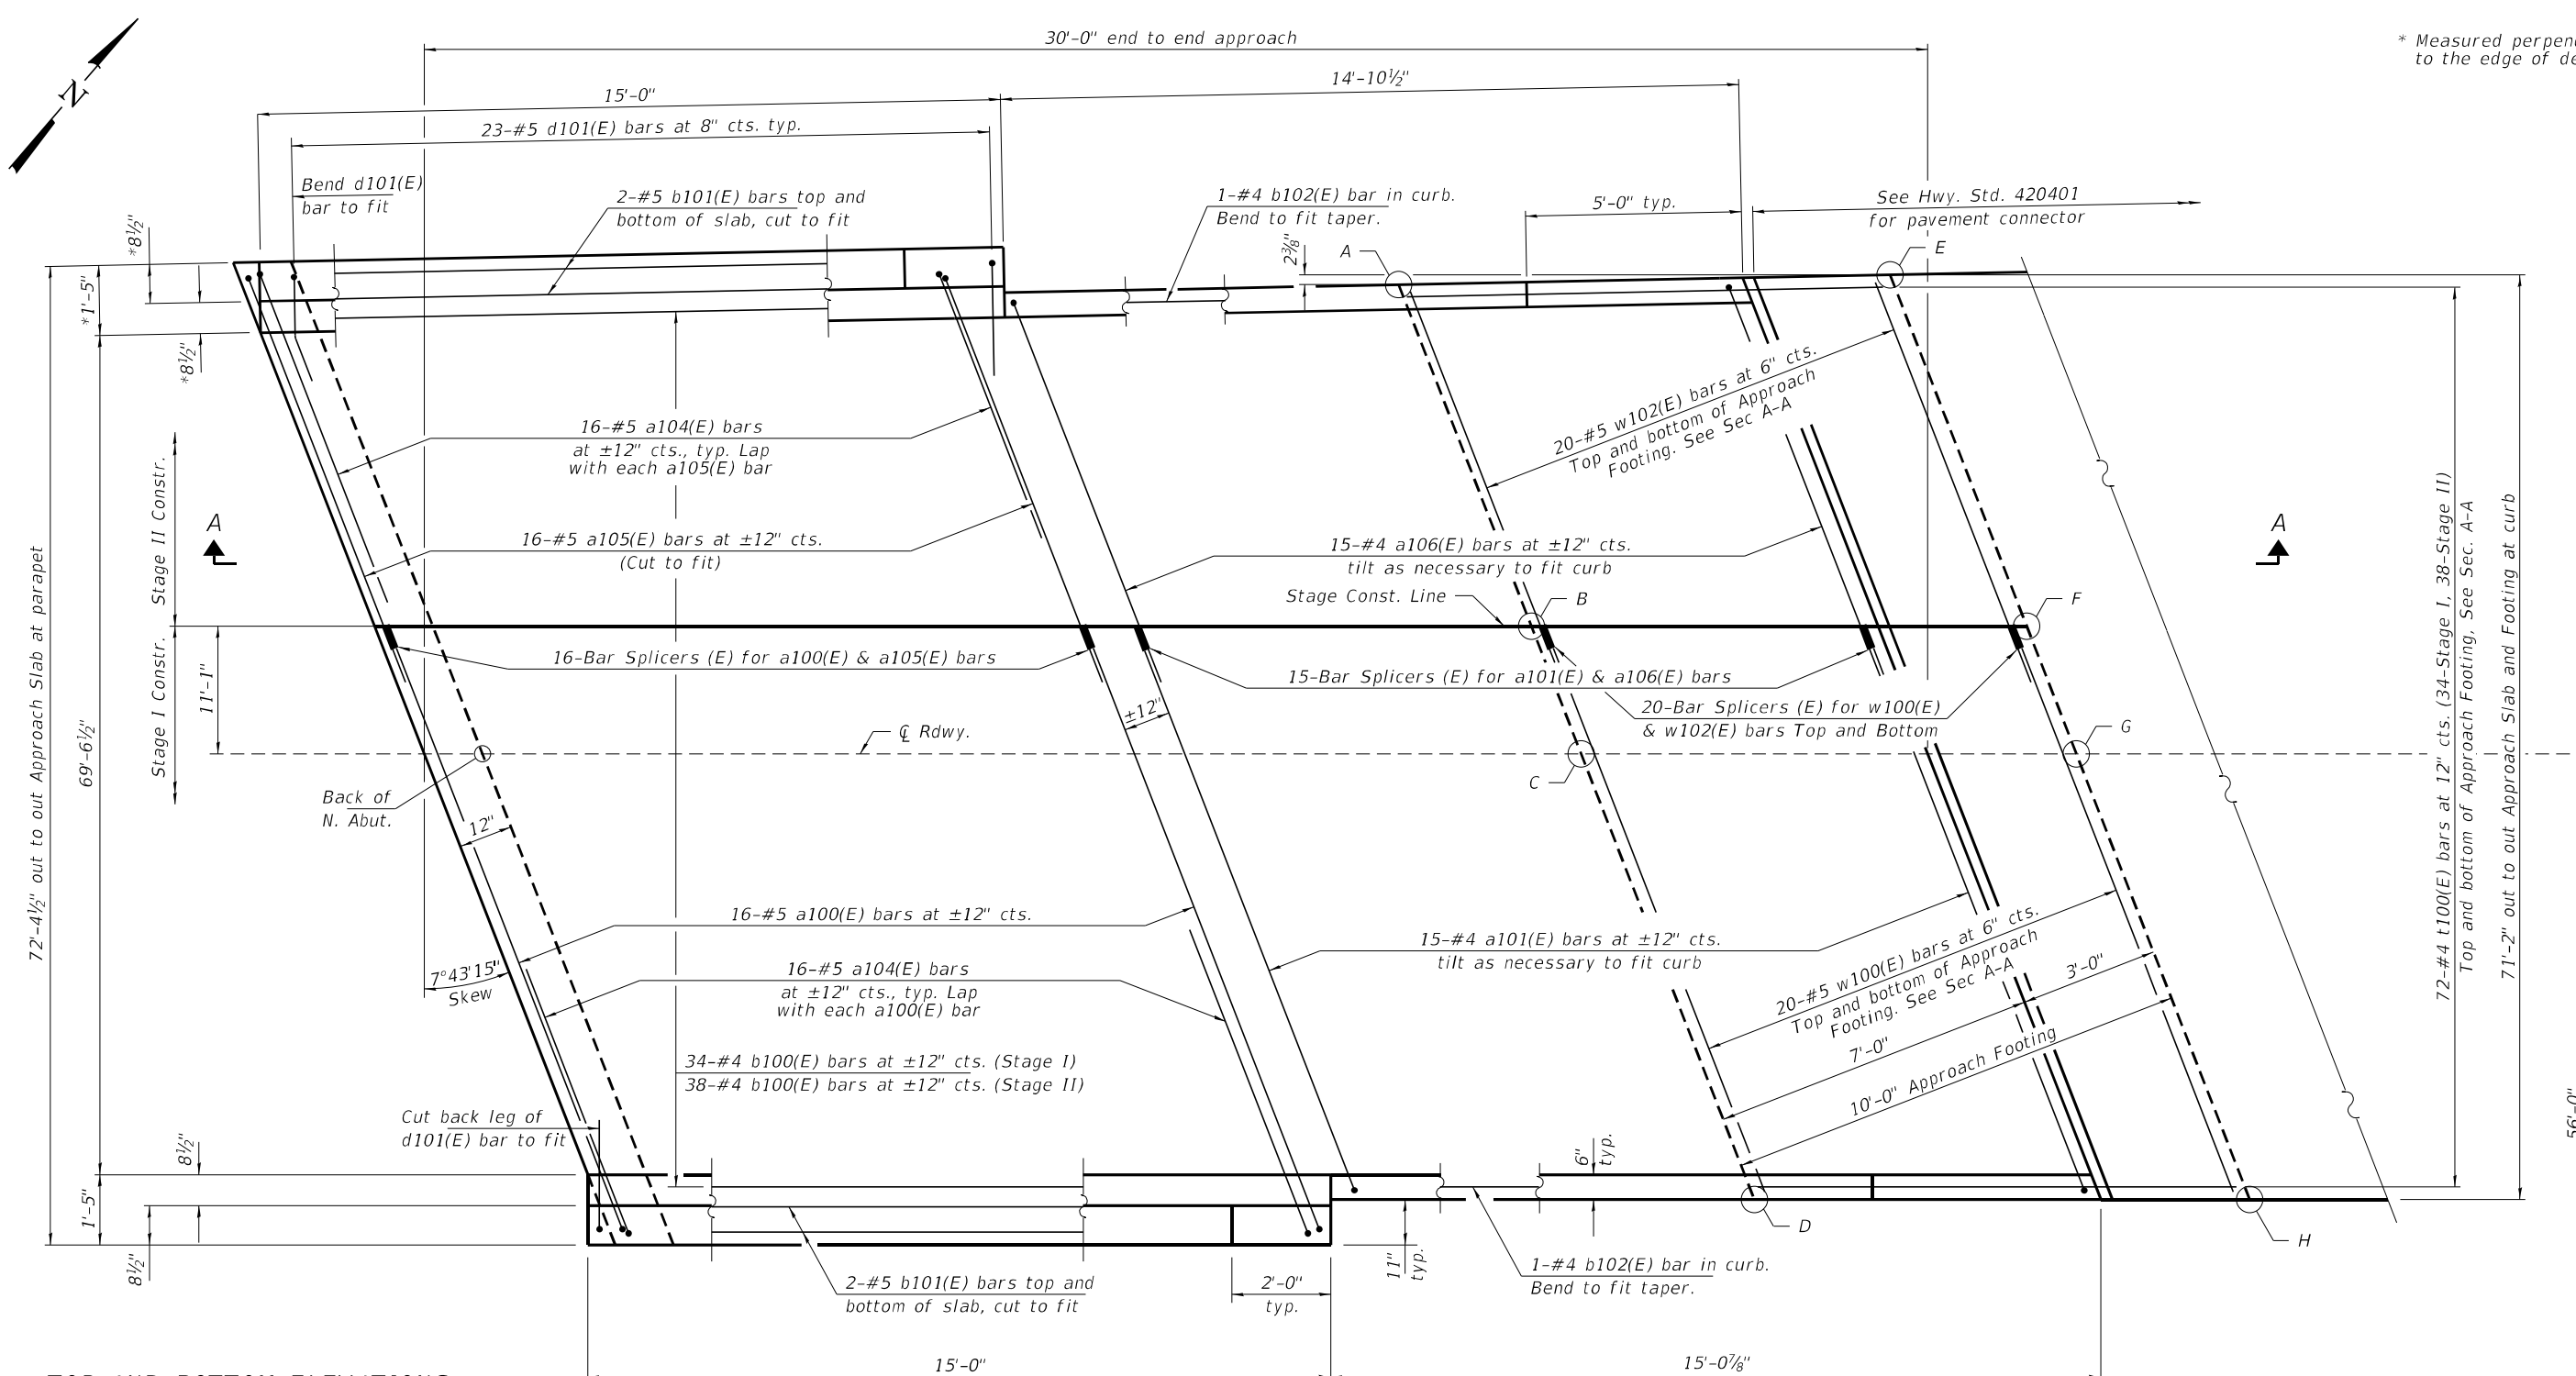 30'-0" end to end approach
* Measured perpen
to the edge of de
N
14'-10½"
15'-0"
23-#5 d101(E) bars at 8" cts. typ.
Bend d101(E)
bar to fit
2-#5 b101(E) bars top and
bottom of slab, cut to fit
1-#4 b102(E) bar in curb.
Bend to fit taper.
5'-0" typ.
See Hwy. Std. 420401
for pavement connector
*8½"
*1'-5"
*8½"
2⅜"
A
E
16-#5 a104(E) bars
at ±12" cts., typ. Lap
with each a105(E) bar
20-#5 w102(E) bars at 6" cts.
Top and bottom of Approach
Footing. See Sec A-A
Stage II Constr.
A
A
16-#5 a105(E) bars at ±12" cts.
(Cut to fit)
15-#4 a106(E) bars at ±12" cts.
tilt as necessary to fit curb
Stage Const. Line
B
F
72'-4½" out to out Approach Slab at parapet
69'-6½"
Stage I Constr.
11'-1"
16-Bar Splicers (E) for a100(E) & a105(E) bars
15-Bar Splicers (E) for a101(E) & a106(E) bars
20-Bar Splicers (E) for w100(E)
& w102(E) bars Top and Bottom
±12"
℄ Rdwy.
G
C
Back of
N. Abut.
12"
72-#4 t100(E) bars at 12" cts. (34-Stage I, 38-Stage II)
Top and bottom of Approach Footing, See Sec. A-A
71'-2" out to out Approach Slab and Footing at curb
16-#5 a100(E) bars at ±12" cts.
15-#4 a101(E) bars at ±12" cts.
tilt as necessary to fit curb
20-#5 w100(E) bars at 6" cts.
Top and bottom of Approach
Footing. See Sec A-A
3'-0"
7'-0"
10'-0" Approach Footing
7°43'15"
Skew
16-#5 a104(E) bars
at ±12" cts., typ. Lap
with each a100(E) bar
34-#4 b100(E) bars at ±12" cts. (Stage I)
38-#4 b100(E) bars at ±12" cts. (Stage II)
Cut back leg of
d101(E) bar to fit
8½"
1'-5"
8½"
6"
typ.
56'-0"
D
H
11"
typ.
2-#5 b101(E) bars top and
bottom of slab, cut to fit
2'-0"
typ.
1-#4 b102(E) bar in curb.
Bend to fit taper.
15'-0"
15'-0⅞"
TOP AND BOTTOM ELEVATIONS